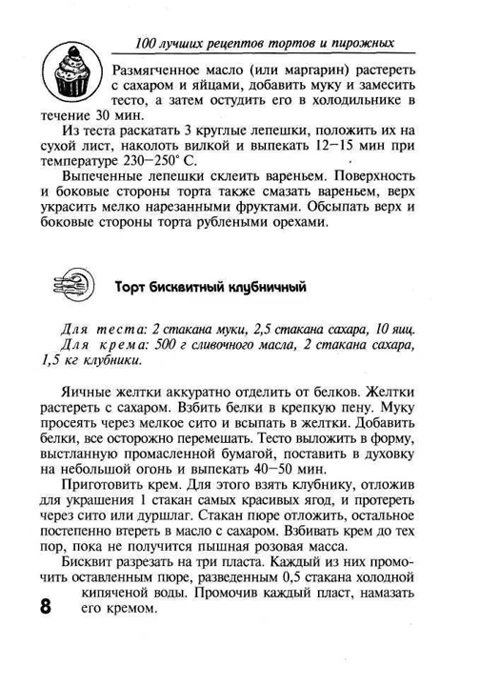 100 лучших рецептов тортов и пирожных
Размягченное масло (или маргарин) растереть
с сахаром и яйцами, добавить муку и замесить
тесто, а затем остудить его в холодильнике в
течение 30 мин.
Из теста раскатать 3 круглые лепешки, положить их на
сухой лист, наколоть вилкой и выпекать 12—15 мин при
температуре 230—250° С.
Выпеченные лепешки склеить вареньем. Поверхность
и боковые стороны торта также смазать вареньем, верх
украсить мелко нарезанными фруктами. Обсыпать верх и
боковые стороны торта рублеными орехами.
Торт бисквитный клубничный
Для теста: 2 стакана муки, 2,5 стакана сахара, 10 яиц.
Для крема: 500 г сливочного масла, 2 стакана сахара,
1,5 кг клубники.
Яичные желтки аккуратно отделить от белков. Желтки
растереть с сахаром. Взбить белки в крепкую пену. Муку
просеять через мелкое сито и всыпать в желтки. Добавить
белки, все осторожно перемешать. Тесто выложить в форму,
выстланную промасленной бумагой, поставить в духовку
на небольшой огонь и выпекать 40—50 мин.
Приготовить крем. Для этого взять клубнику, отложив
для украшения 1 стакан самых красивых ягод, и протереть
через сито или дуршлаг. Стакан пюре отложить, остальное
постепенно втереть в масло с сахаром. Взбивать крем до тех
пор, пока не получится пышная розовая масса.
Бисквит разрезать на три пласта. Каждый из них промо-
чить оставленным пюре, разведенным 0,5 стакана холодной
кипяченой воды. Промочив каждый пласт, намазать
его кремом.
8